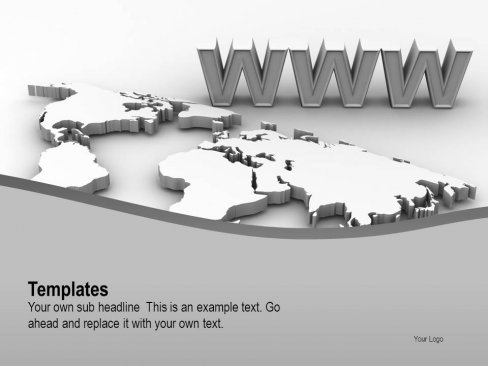 WWW
Templates
Your own sub headline  This is an example text. Go
ahead and replace it with your own text.
Your Logo